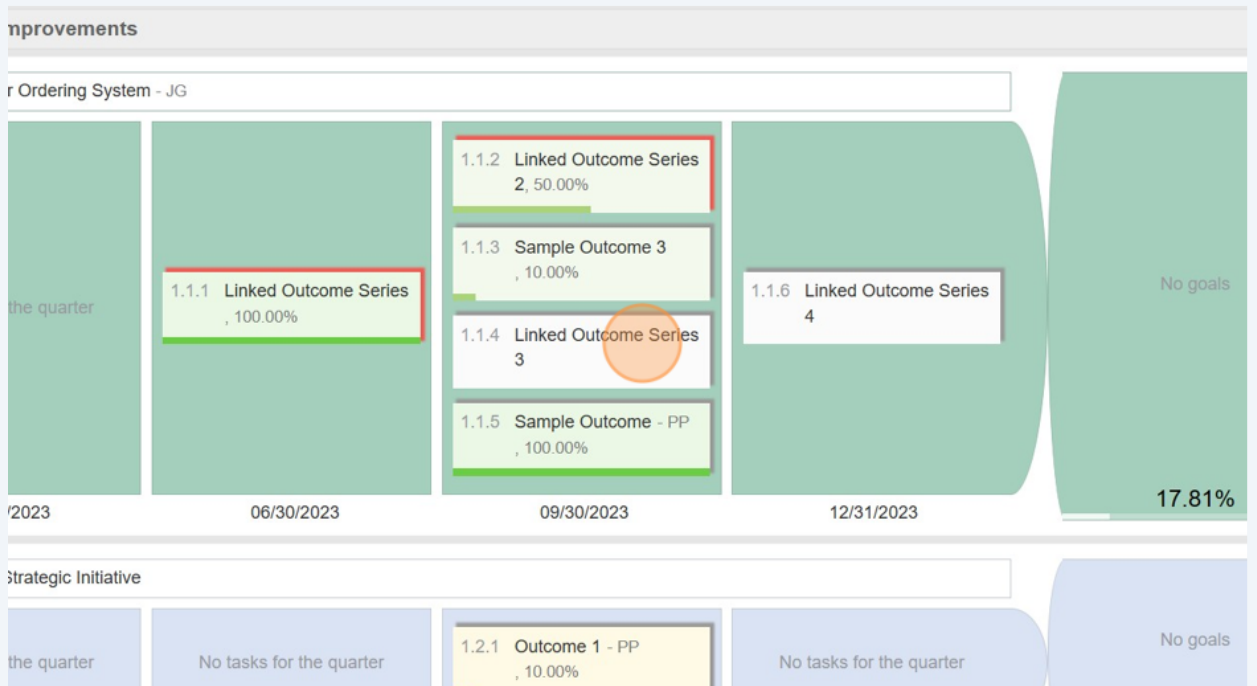 mprovements
r Ordering System - JG
1.1.2 Linked Outcome Series
2, 50.00%
1.1.3 Sample Outcome 3
, 10.00%
1.1.1 Linked Outcome Series
, 100.00%
1.1.6 Linked Outcome Series
4
No goals
the quarter
1.1.4 Linked Outcome Series
3
1.1.5 Sample Outcome - PP
, 100.00%
17.81%
/2023
06/30/2023
09/30/2023
12/31/2023
Strategic Initiative
the quarter
No tasks for the quarter
1.2.1 Outcome 1 - PP
, 10.00%
No tasks for the quarter
No goals